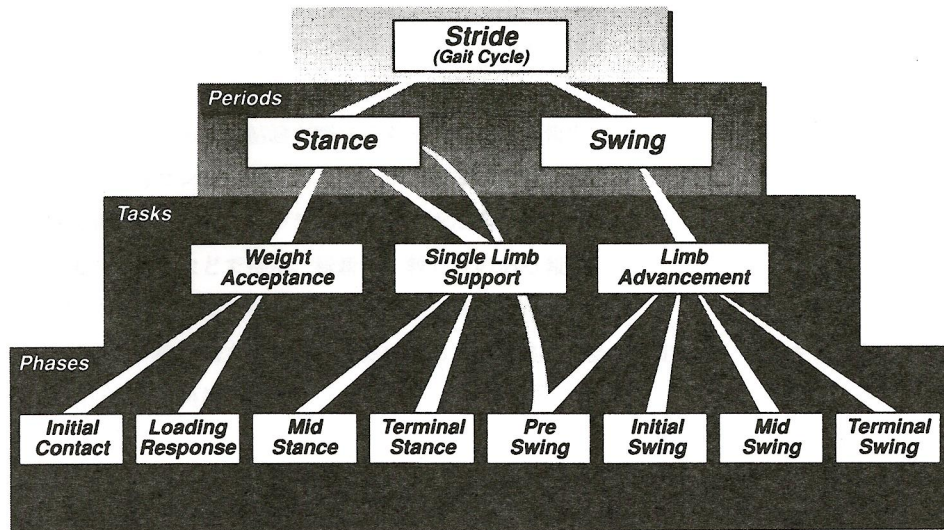 Stride
(Gait Cycle)
Periods
Stance
Swing
Tasks
Weight
Acceptance
Single Limb
Support
Limb
Advancement
Phases
Initial
Contact
Loading
Response
Mid
Stance
Terminal
Stance
Pre
Swing
Initial
Swing
Mid
Swing
Terminal
Swing